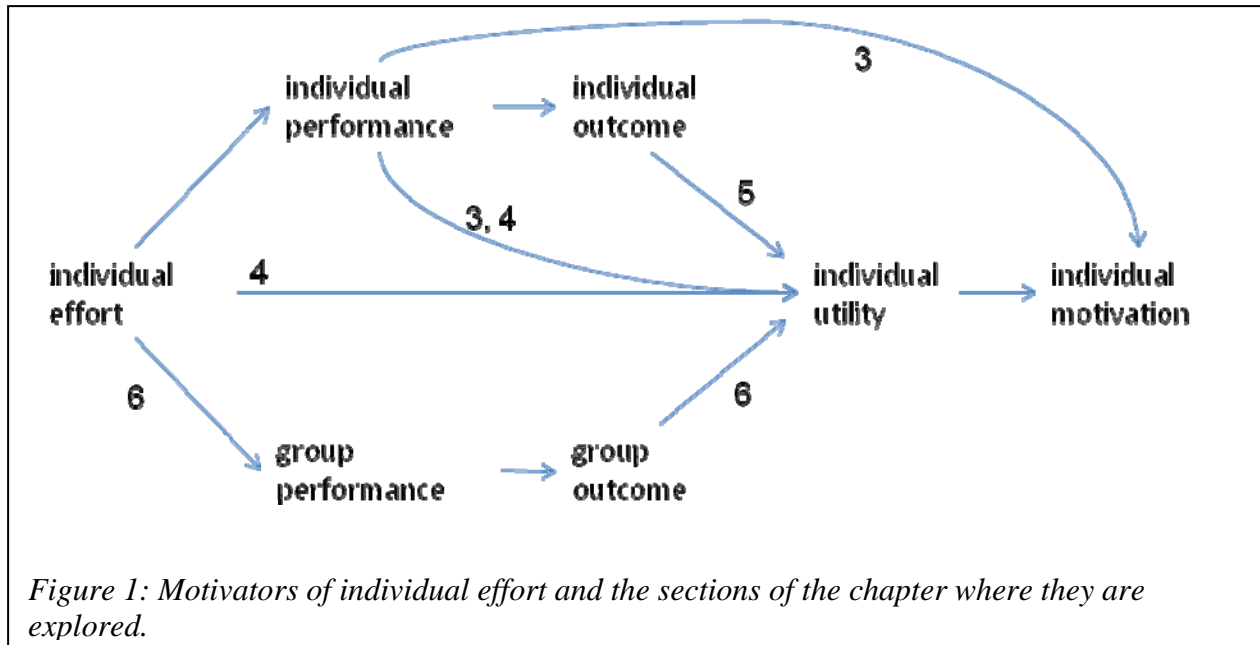 3
individual
performance
individual
outcome
5
3, 4
individual
effort
4
individual
utility
individual
motivation
6
6
group
performance
group
outcome
Figure 1: Motivators of individual effort and the sections of the chapter where they are
explored.